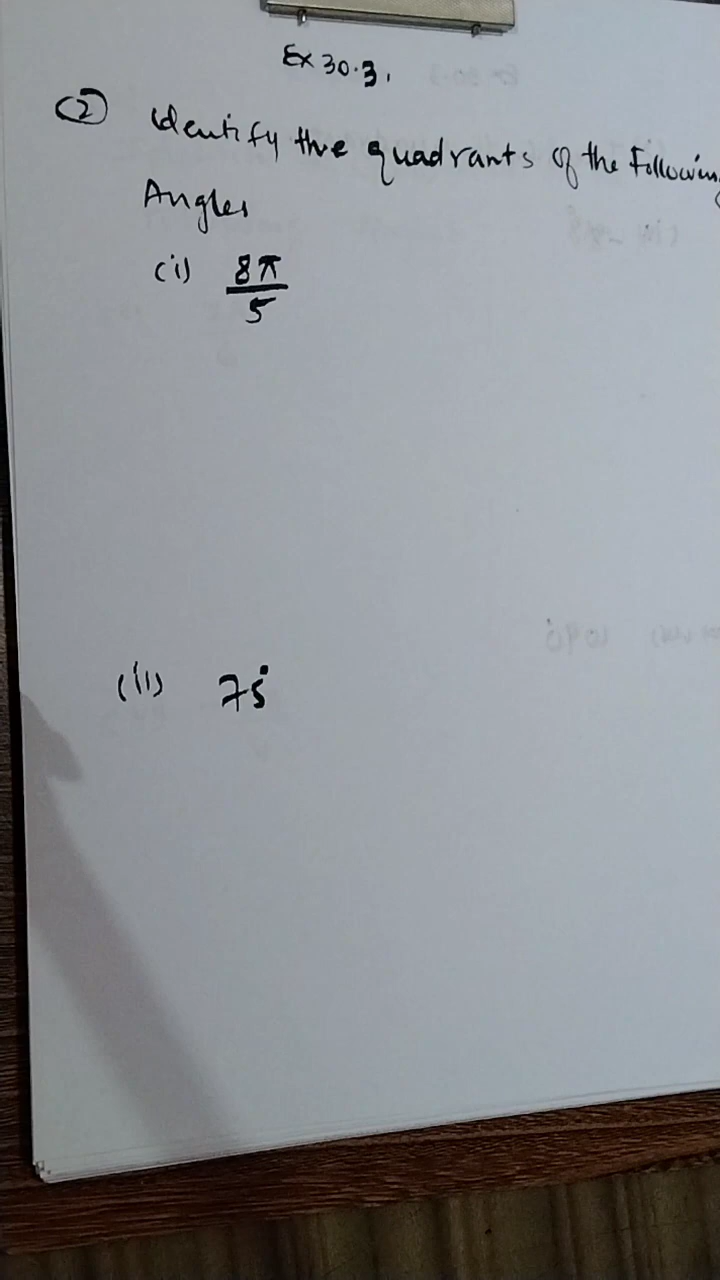 Ex 30.3.
(2) Identify the quadrants of the Following
Angles
(i) 8π/5
(ii) 75°